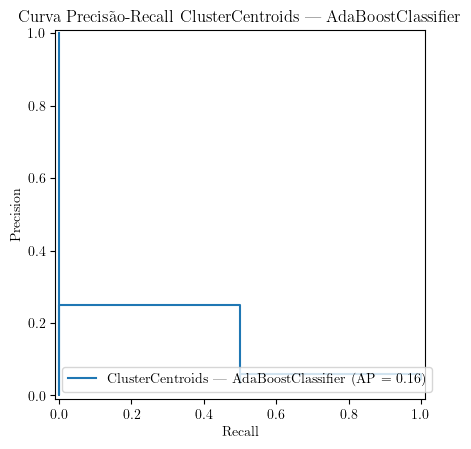 Curva Precisão-Recall ClusterCentroids — AdaBoostClassifier
1.0
0.8
0.6
0.4
0.2
0.0
Precision
ClusterCentroids — AdaBoostClassifier (AP = 0.16)
0.0 0.2 0.4 0.6 0.8 1.0
Recall